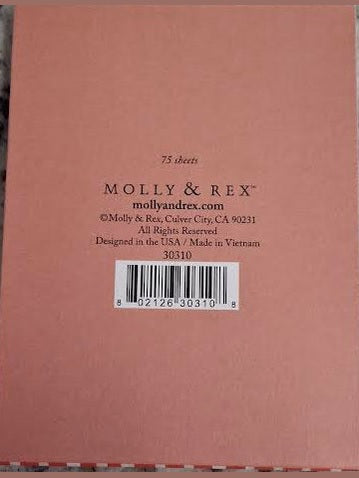 75 sheets
MOLLY & REX™
mollyandrex.com
©Molly & Rex, Culver City, CA 90231
All Rights Reserved
Designed in the USA / Made in Vietnam
30310
8 02126 30310 8